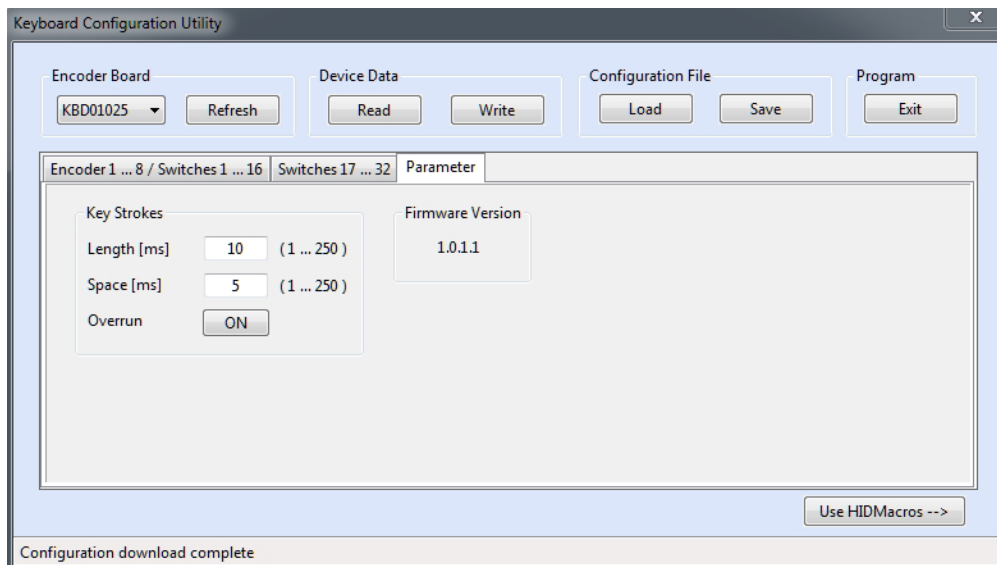 Keyboard Configuration Utility
x
Encoder Board
Device Data
Configuration File
Program
KBD01025
Refresh
Read
Write
Load
Save
Exit
Encoder 1 ... 8 / Switches 1 ... 16
Switches 17 ... 32
Parameter
Key Strokes
Length [ms] 10 ( 1 ... 250 )
Space [ms] 5 ( 1 ... 250 )
Overrun ON
Firmware Version
1.0.1.1
Use HIDMacros -->
Configuration download complete